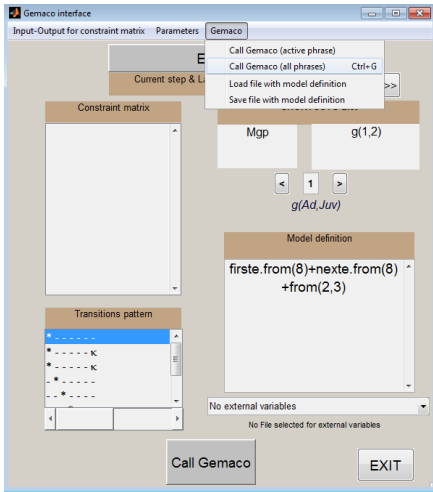 Gemaco interface
Input-Output for constraint matrix Parameters Gemaco
Call Gemaco (active phrase)
Call Gemaco (all phrases) Ctrl+G
Load file with model definition
Save file with model definition
E
Current step & La
>>
Constraint matrix
Mgp g(1,2)
< 1 >
g(Ad,Juv)
Model definition
firste.from(8)+nexte.from(8)
+from(2,3)
Transitions pattern
* - - - - - -
* - - - - - κ
* - - - - - κ
- * - - - - -
- - * - - - -
No external variables
No File selected for external variables
Call Gemaco
EXIT